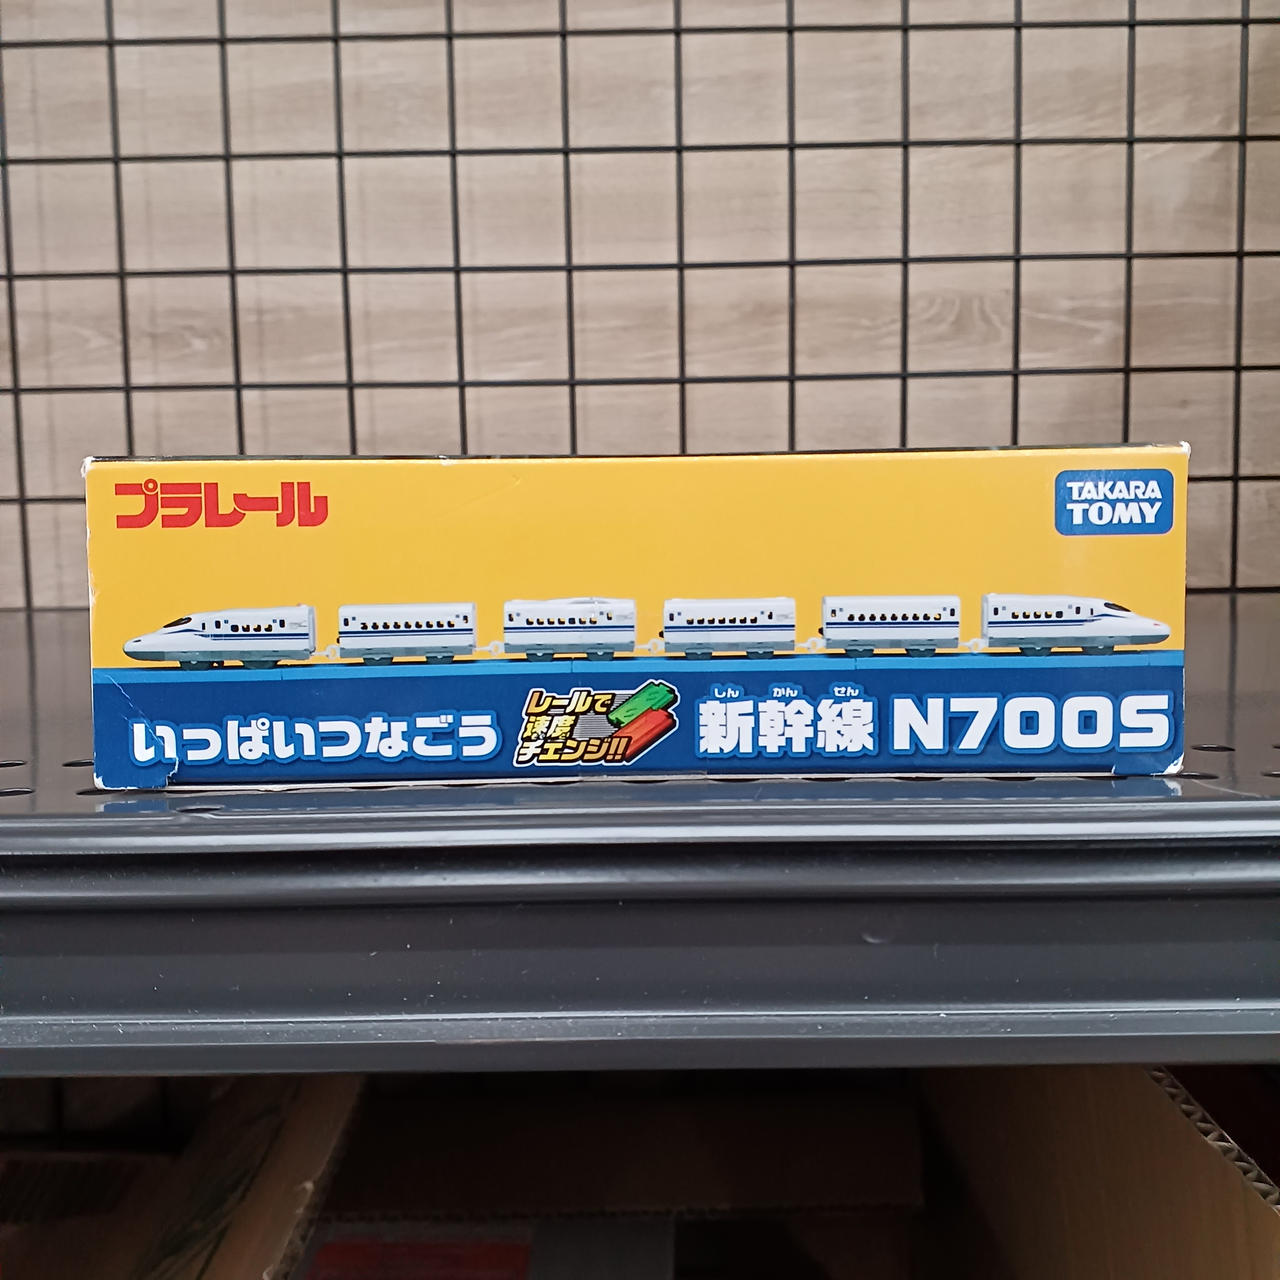 プラレール
TAKARA
TOMY
いっぱいつなごう
レールで
速度
チェンジ!!
しん かん せん
新幹線 N700S